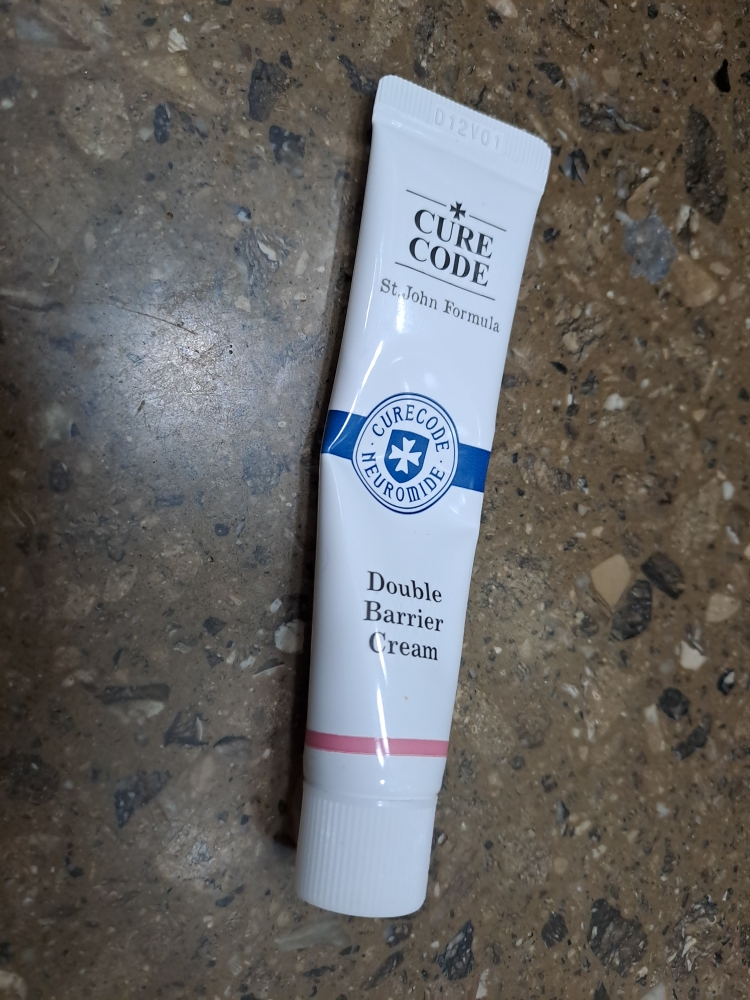 D12V01
CURE
CODE
St.John Formula
CURECODE
NEUROMIDE
Double
Barrier
Cream